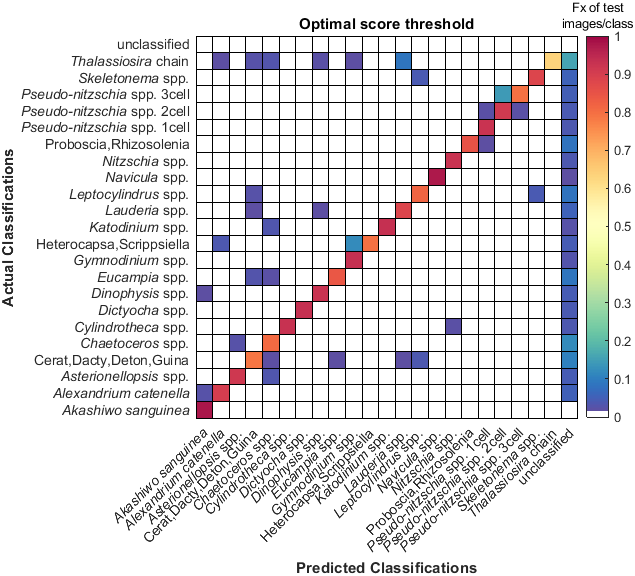 Optimal score threshold
Fx of test
images/class
unclassified
Thalassiosira chain
Skeletonema spp.
Pseudo-nitzschia spp. 3cell
Pseudo-nitzschia spp. 2cell
Pseudo-nitzschia spp. 1cell
Proboscia,Rhizosolenia
Nitzschia spp.
Navicula spp.
Leptocylindrus spp.
Lauderia spp.
Katodinium spp.
Heterocapsa,Scrippsiella
Gymnodinium spp.
Eucampia spp.
Dinophysis spp.
Dictyocha spp.
Cylindrotheca spp.
Chaetoceros spp.
Cerat,Dacty,Deton,Guina
Asterionellopsis spp.
Alexandrium catenella
Akashiwo sanguinea
Actual Classifications
1
0.9
0.8
0.7
0.6
0.5
0.4
0.3
0.2
0.1
0
Akashiwo sanguinea
Alexandrium catenella
Asterionellopsis spp.
Cerat,Dacty,Deton,Guina
Chaetoceros spp.
Cylindrotheca spp.
Dictyocha spp.
Dinophysis spp.
Eucampia spp.
Gymnodinium spp.
Heterocapsa,Scrippsiella
Katodinium spp.
Lauderia spp.
Leptocylindrus spp.
Navicula spp.
Nitzschia spp.
Proboscia,Rhizosolenia
Pseudo-nitzschia spp. 1cell
Pseudo-nitzschia spp. 2cell
Pseudo-nitzschia spp. 3cell
Skeletonema spp.
Thalassiosira chain
unclassified
Predicted Classifications